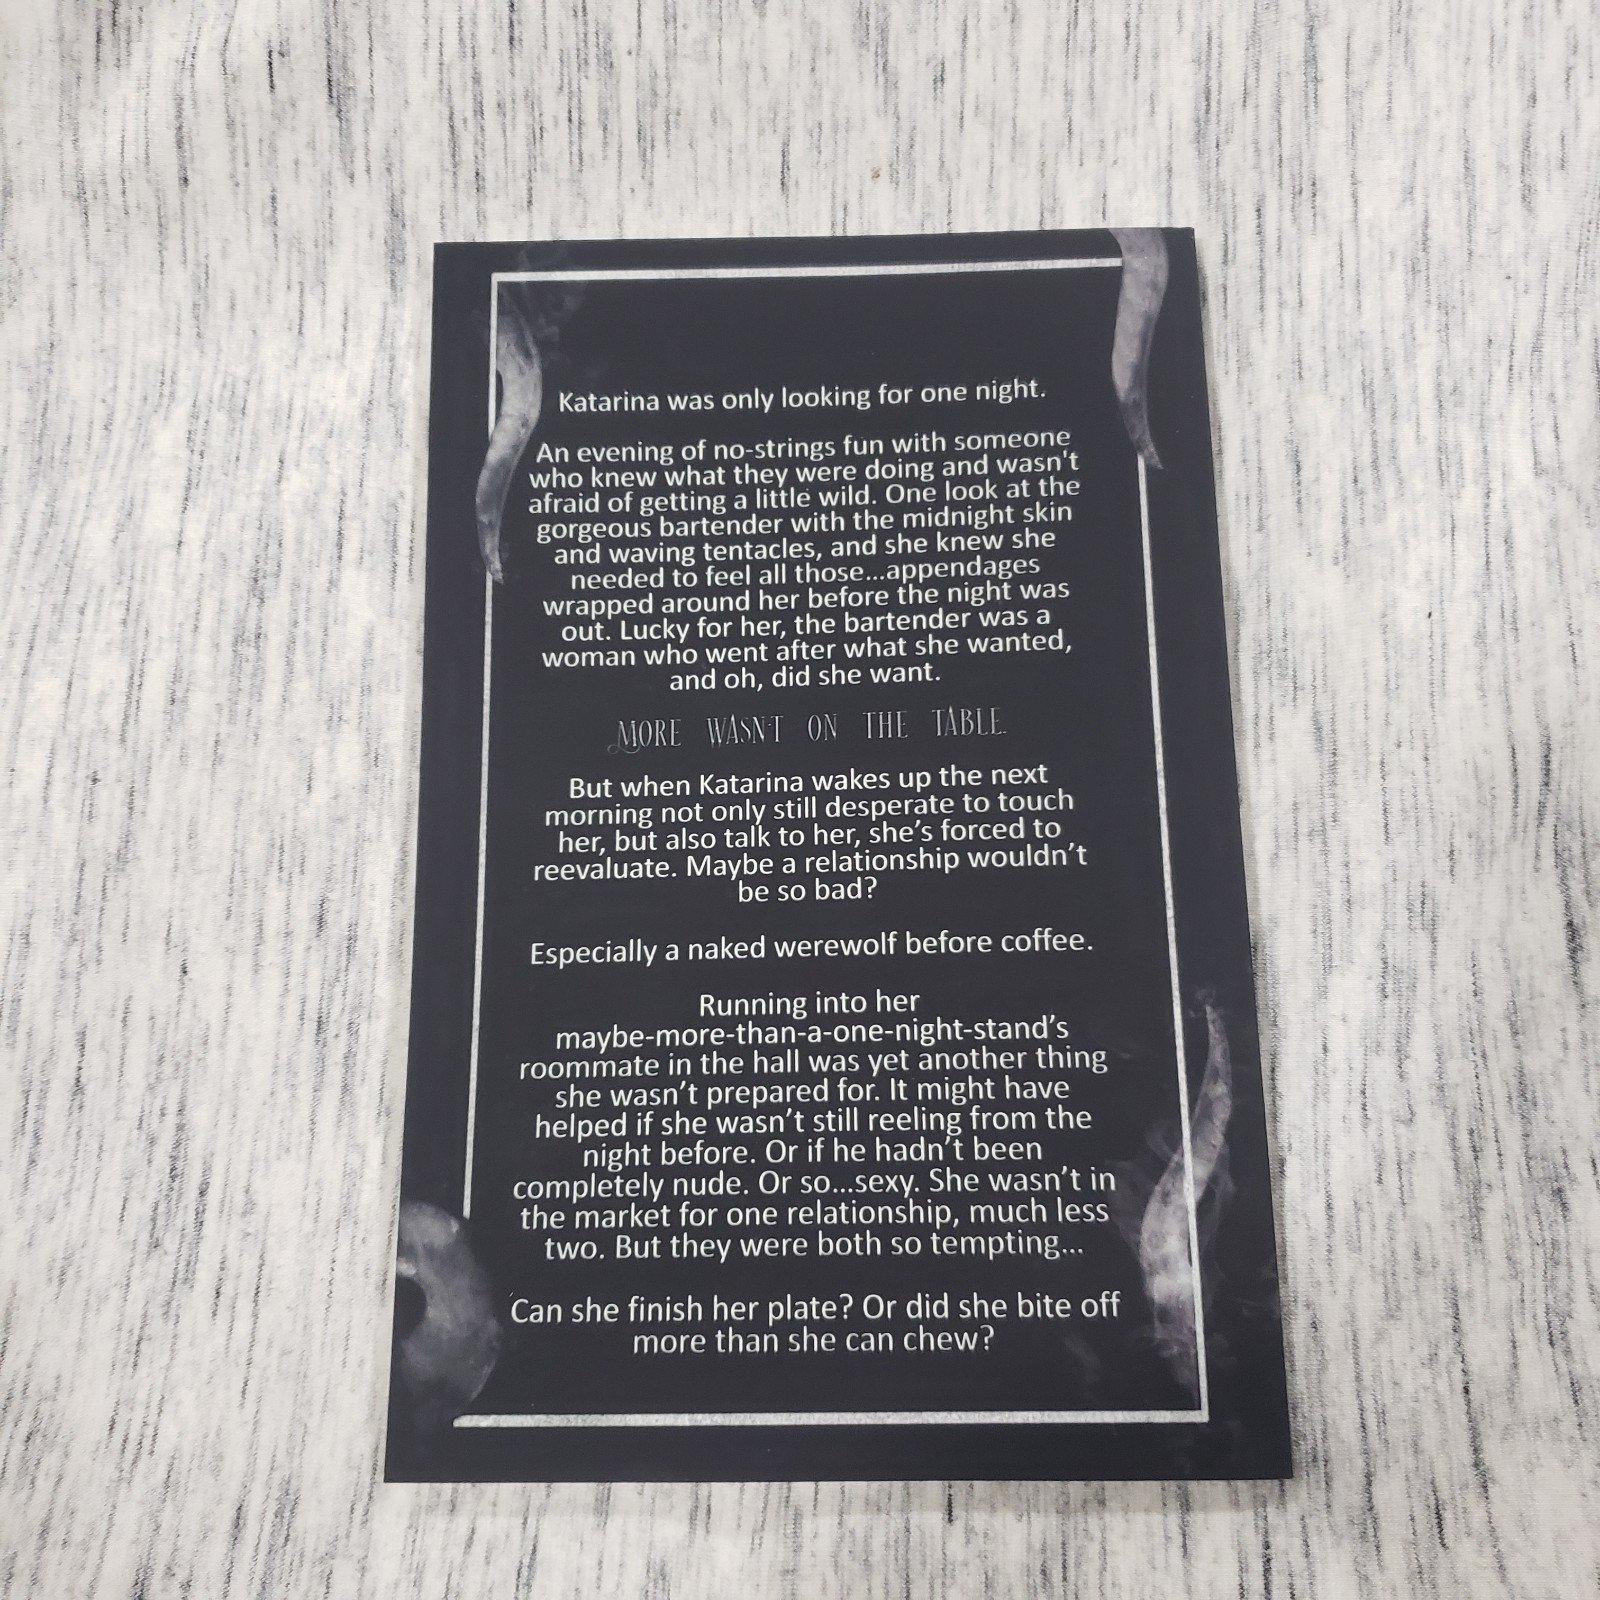 Katarina was only looking for one night.
An evening of no-strings fun with someone
who knew what they were doing and wasn't
afraid of getting a little wild. One look at the
gorgeous bartender with the midnight skin
and waving tentacles, and she knew she
needed to feel all those...appendages
wrapped around her before the night was
out. Lucky for her, the bartender was a
woman who went after what she wanted,
and oh, did she want.
MORE WASN'T ON THE TABLE.
But when Katarina wakes up the next
morning not only still desperate to touch
her, but also talk to her, she’s forced to
reevaluate. Maybe a relationship wouldn’t
be so bad?
Especially a naked werewolf before coffee.
Running into her
maybe-more-than-a-one-night-stand’s
roommate in the hall was yet another thing
she wasn’t prepared for. It might have
helped if she wasn’t still reeling from the
night before. Or if he hadn’t been
completely nude. Or so...sexy. She wasn’t in
the market for one relationship, much less
two. But they were both so tempting...
Can she finish her plate? Or did she bite off
more than she can chew?